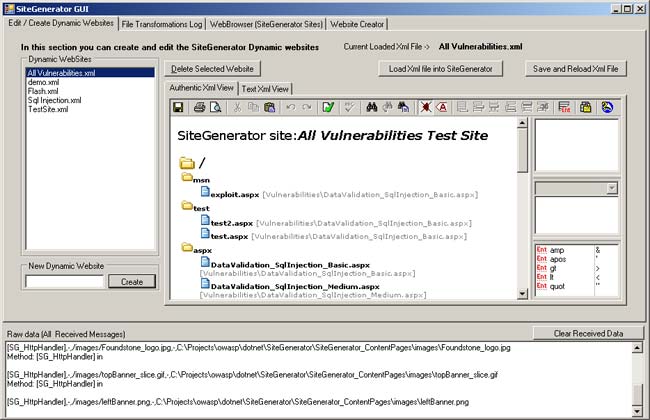 SiteGenerator GUI
Edit / Create Dynamic Websites
File Transformations Log
WebBrowser (SiteGenerator Sites)
Website Creator
In this section you can create and edit the SiteGenerator Dynamic websites
Current Loaded Xml File -> All Vulnerabilities.xml
Dynamic WebSites
All Vulnerabilities.xml
demo.xml
Flash.xml
Sql Injection.xml
TestSite.xml
Delete Selected Website
Load Xml file into SiteGenerator
Save and Reload Xml File
Authentic Xml View
Text Xml View
SiteGenerator site:All Vulnerabilities Test Site
/
msn
exploit.aspx [Vulnerabilities\DataValidation_SqlInjection_Basic.aspx]
test
test2.aspx [Vulnerabilities\DataValidation_SqlInjection_Basic.aspx]
test.aspx [Vulnerabilities\DataValidation_SqlInjection_Basic.aspx]
aspx
DataValidation_SqlInjection_Basic.aspx
[Vulnerabilities\DataValidation_SqlInjection_Basic.aspx]
DataValidation_SqlInjection_Medium.aspx
[Vulnerabilities\DataValidation_SqlInjection_Medium.aspx]
Ent amp &
Ent apos '
Ent gt >
Ent lt <
Ent quot "
New Dynamic Website
Create
Raw data (All Received Messages)
Clear Received Data
[SG_HttpHandler],-,/images/Foundstone_logo.jpg,-,C:\Projects\owasp\dotnet\SiteGenerator\SiteGenerator_ContentPages\images\Foundstone_logo.jpg
Method: [SG_HttpHandler] in
[SG_HttpHandler],-,/images/topBanner_slice.gif,-,C:\Projects\owasp\dotnet\SiteGenerator\SiteGenerator_ContentPages\images\topBanner_slice.gif
Method: [SG_HttpHandler] in
[SG_HttpHandler],-,/images/leftBanner.png,-,C:\Projects\owasp\dotnet\SiteGenerator\SiteGenerator_ContentPages\images\leftBanner.png